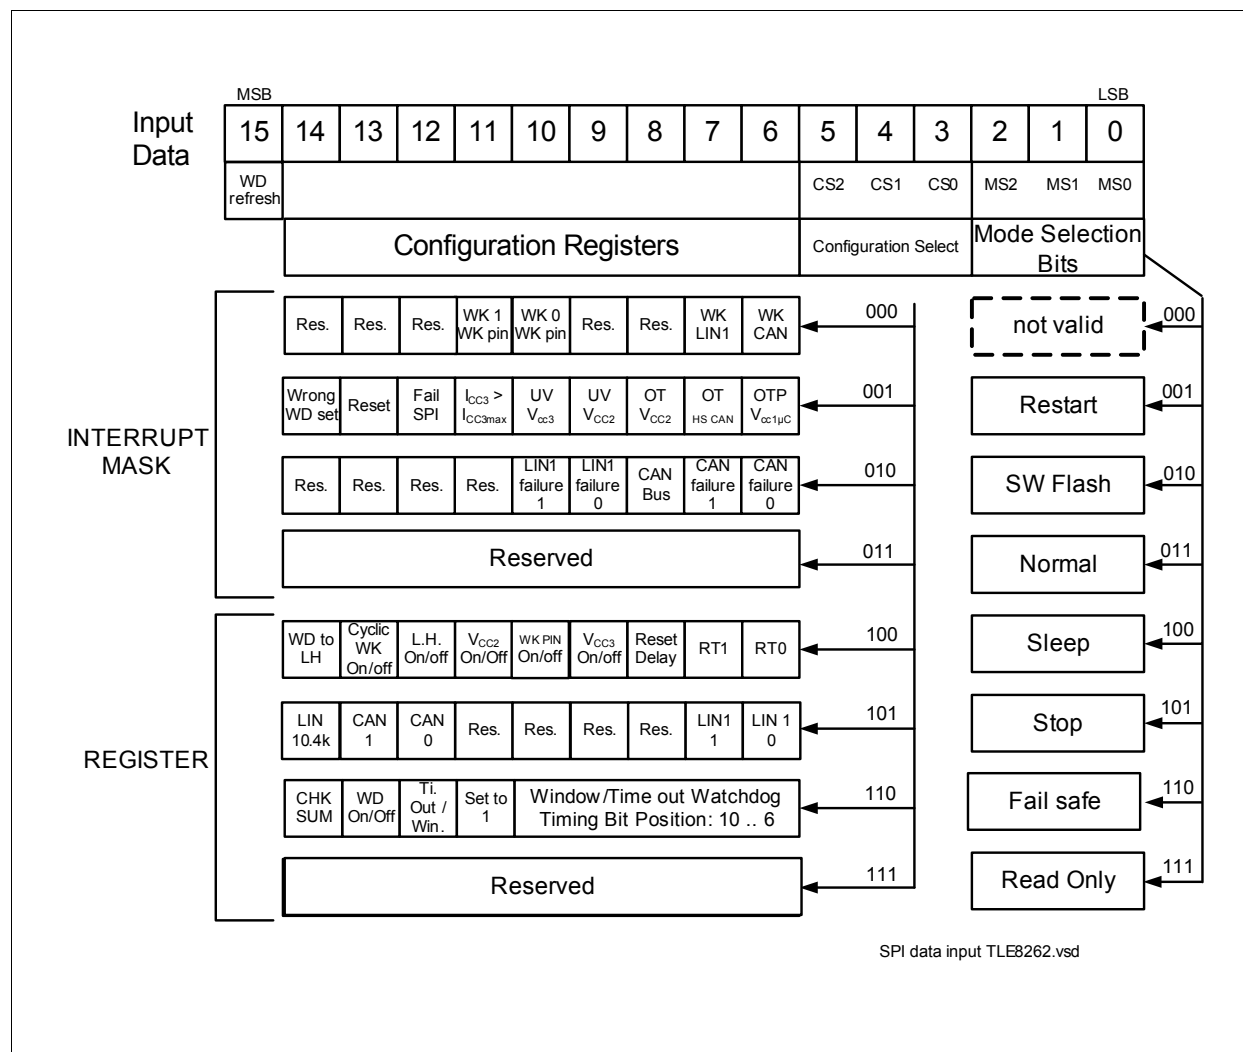 MSB LSB
Input
Data
15 14 13 12 11 10 9 8 7 6 5 4 3 2 1 0
WD
refresh
CS2 CS1 CS0 MS2 MS1 MS0
Configuration Registers
Configuration Select
Mode Selection
Bits
INTERRUPT
MASK
Res. Res. Res. WK 1 WK 0 Res. Res. WK WK
WK pin WK pin LIN1 CAN
000
Wrong Reset Fail ICC3 > UV UV OT OT OTP
WD set SPI ICC3max Vcc3 VCC2 VCC2 HS CAN Vcc1µC
001
Res. Res. Res. Res. LIN1 LIN1 CAN CAN CAN
failure failure Bus failure failure
1 0 1 0
010
Reserved
011
REGISTER
WD to Cyclic L.H. VCC2 WK PIN VCC3 Reset RT1 RT0
LH WK On/off On/Off On/off On/off Delay
On/off
100
LIN CAN CAN Res. Res. Res. Res. LIN1 LIN 1
10.4k 1 0 1 0
101
CHK WD Ti. Set to Window/Time out Watchdog
SUM On/Off Out / 1 Timing Bit Position: 10 .. 6
Win.
110
Reserved
111
not valid
000
Restart
001
SW Flash
010
Normal
011
Sleep
100
Stop
101
Fail safe
110
Read Only
111
SPI data input TLE8262.vsd